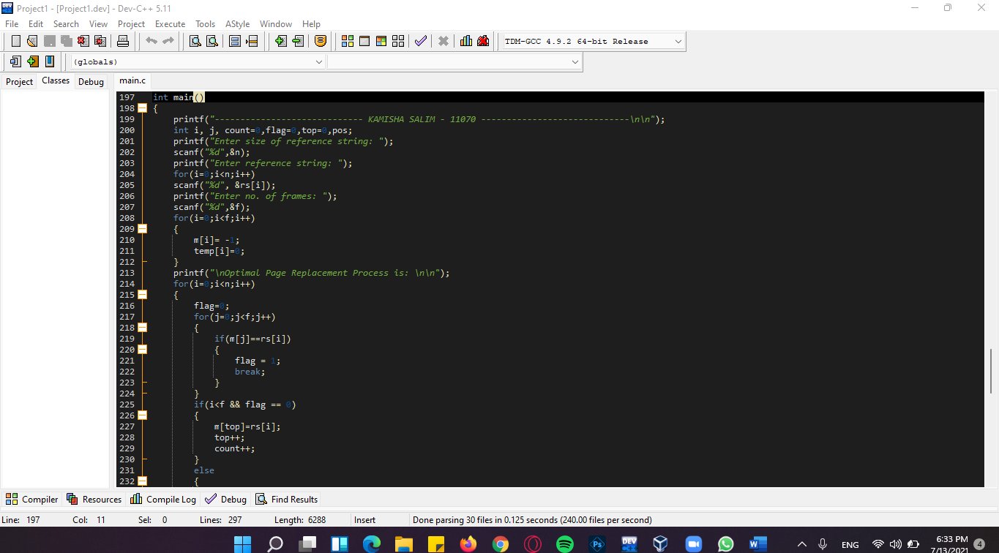 Project1 - [Project1.dev] - Dev-C++ 5.11
File Edit Search View Project Execute Tools AStyle Window Help
TDM-GCC 4.9.2 64-bit Release
(globals)
Project Classes Debug main.c
197 int main()
198 {
199 printf("----------------------------- KAMISHA SALIM - 11070 -----------------------------\n\n");
200 int i, j, count=0,flag=0,top=0,pos;
201 printf("Enter size of reference string: ");
202 scanf("%d",&n);
203 printf("Enter reference string: ");
204 for(i=0;i<n;i++)
205 scanf("%d", &rs[i]);
206 printf("Enter no. of frames: ");
207 scanf("%d",&f);
208 for(i=0;i<f;i++)
209 {
210 m[i]= -1;
211 temp[i]=0;
212 }
213 printf("\nOptimal Page Replacement Process is: \n\n");
214 for(i=0;i<n;i++)
215 {
216 flag=0;
217 for(j=0;j<f;j++)
218 {
219 if(m[j]==rs[i])
220 {
221 flag = 1;
222 break;
223 }
224 }
225 if(i<f && flag == 0)
226 {
227 m[top]=rs[i];
228 top++;
229 count++;
230 }
231 else
232 {
Compiler Resources Compile Log Debug Find Results
Line: 197 Col: 11 Sel: 0 Lines: 297 Length: 6288 Insert Done parsing 30 files in 0.125 seconds (240.00 files per second)
DEV Ps DEV W ENG 6:33 PM 4
7/13/2021